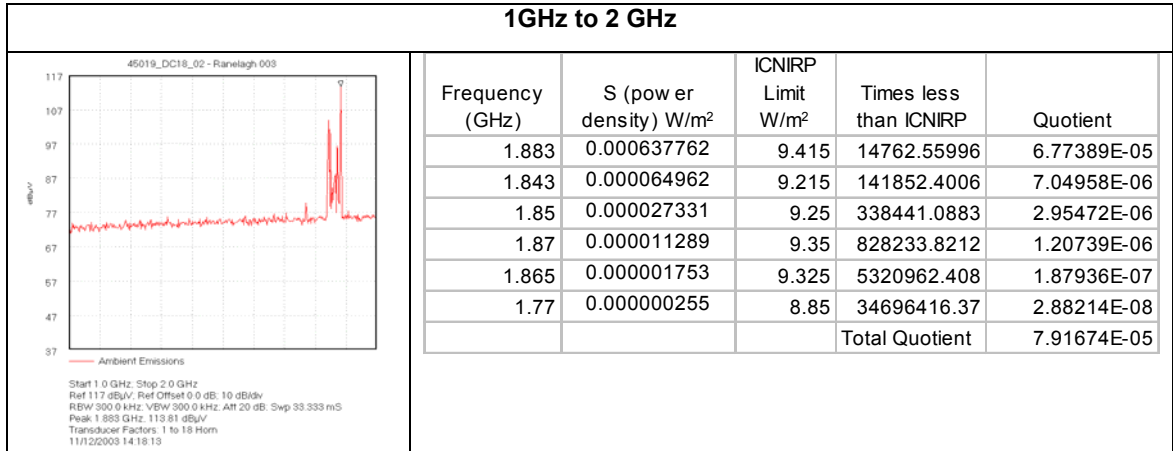 1GHz to 2 GHz
45019_DC18_02 - Ranelagh 003
117
107
97
87
77
67
57
47
37
dBµV
Ambient Emissions
Start 1.0 GHz; Stop 2.0 GHz
Ref 117 dBµV; Ref Offset 0.0 dB; 10 dB/div
RBW 300.0 kHz; VBW 300.0 kHz; Att 20 dB; Swp 33.333 mS
Peak 1.883 GHz, 113.81 dBµV
Transducer Factors: 1 to 18 Horn
11/12/2003 14:18:13
Frequency (GHz) S (pow er density) W/m² ICNIRP Limit W/m² Times less than ICNIRP Quotient
1.883 0.000637762 9.415 14762.55996 6.77389E-05
1.843 0.000064962 9.215 141852.4006 7.04958E-06
1.85 0.000027331 9.25 338441.0883 2.95472E-06
1.87 0.000011289 9.35 828233.8212 1.20739E-06
1.865 0.000001753 9.325 5320962.408 1.87936E-07
1.77 0.000000255 8.85 34696416.37 2.88214E-08
Total Quotient 7.91674E-05